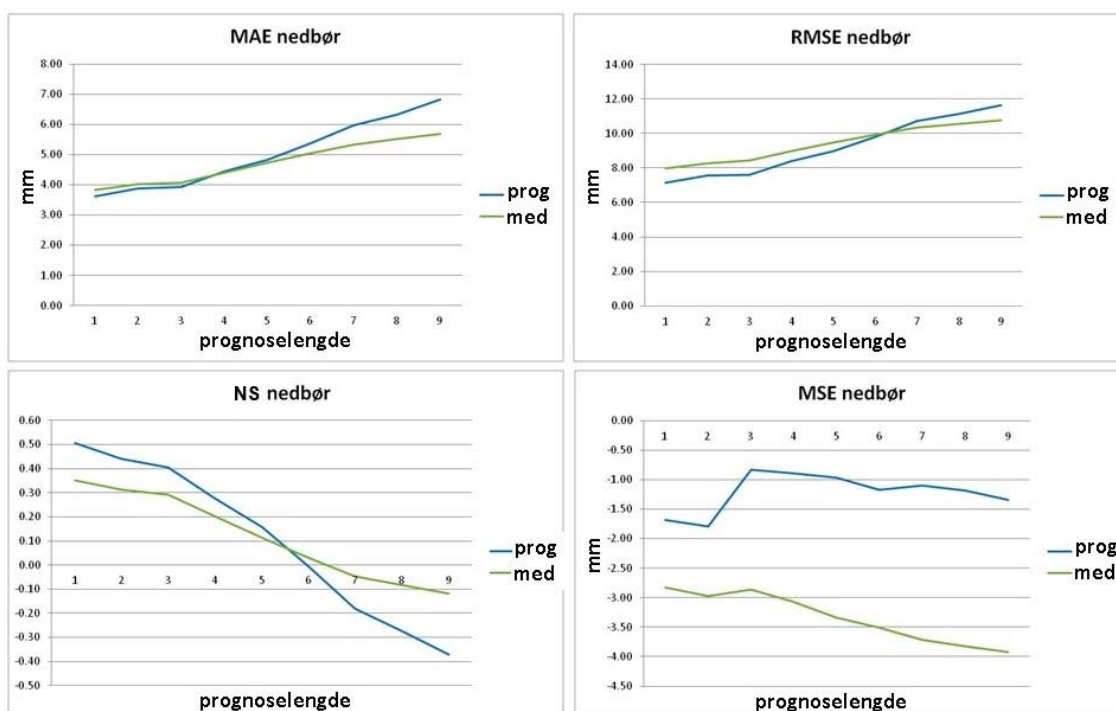 MAE nedbør
8.00
7.00
6.00
5.00
4.00
3.00
2.00
1.00
0.00
mm
1 2 3 4 5 6 7 8 9
prognoselengde
prog
med
RMSE nedbør
14.00
12.00
10.00
8.00
6.00
4.00
2.00
0.00
mm
1 2 3 4 5 6 7 8 9
prognoselengde
prog
med
NS nedbør
0.60
0.50
0.40
0.30
0.20
0.10
0.00
-0.10
-0.20
-0.30
-0.40
-0.50
1 2 3 4 5 6 7 8 9
prognoselengde
prog
med
MSE nedbør
0.00
-0.50
-1.00
-1.50
-2.00
-2.50
-3.00
-3.50
-4.00
-4.50
mm
1 2 3 4 5 6 7 8 9
prognoselengde
prog
med